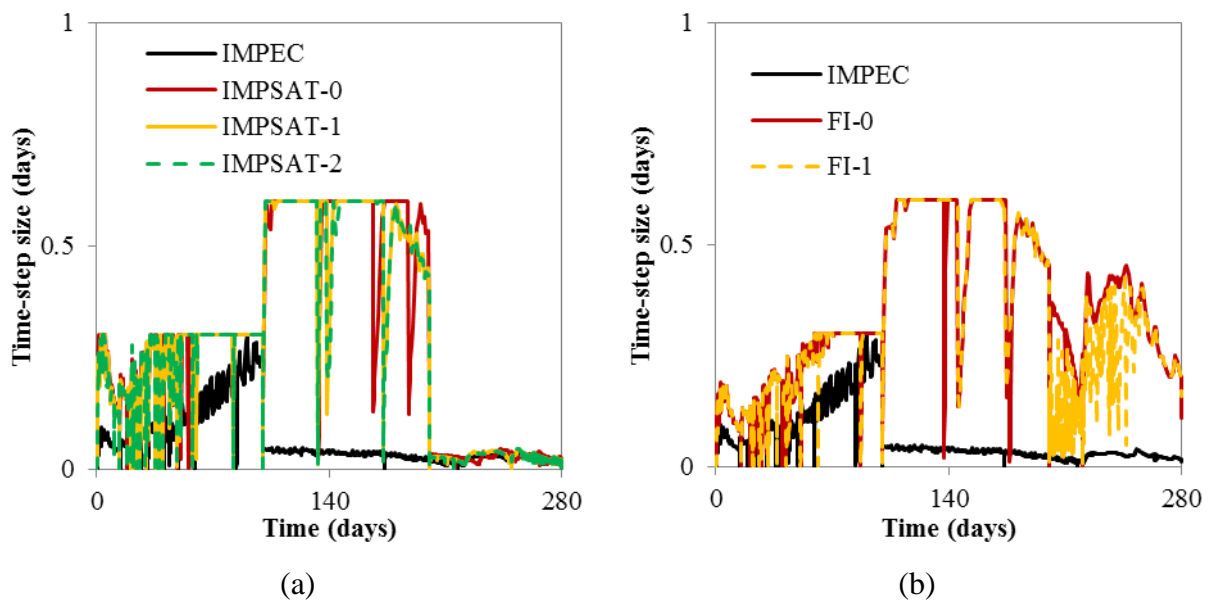 1
IMPEC
IMPSAT-0
IMPSAT-1
IMPSAT-2
Time-step size (days)
0.5
0
0
140
280
Time (days)
(a)
1
IMPEC
FI-0
FI-1
Time-step size (days)
0.5
0
0
140
280
Time (days)
(b)